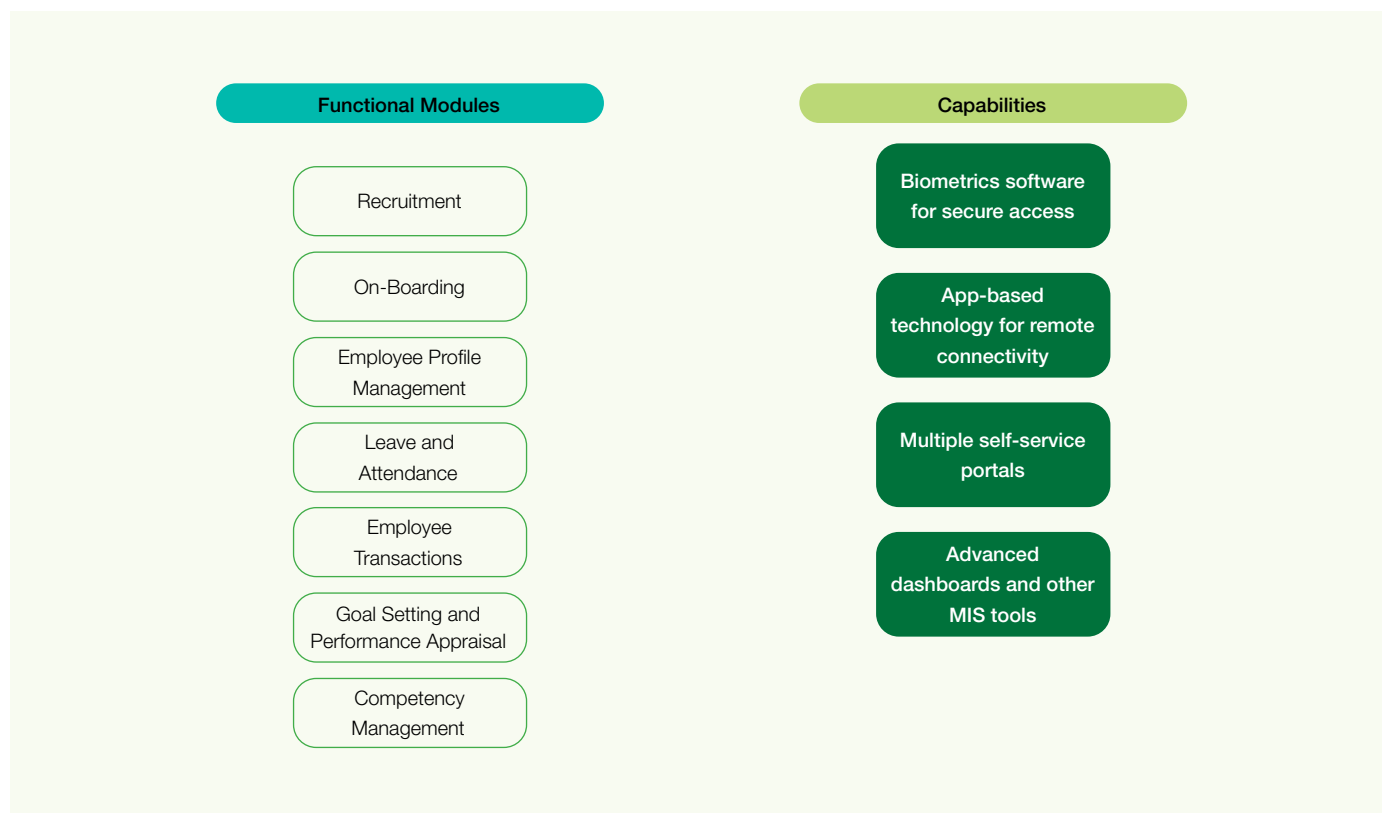 Functional Modules
Recruitment
On-Boarding
Employee Profile
Management
Leave and
Attendance
Employee
Transactions
Goal Setting and
Performance Appraisal
Competency
Management
Capabilities
Biometrics software
for secure access
App-based
technology for remote
connectivity
Multiple self-service
portals
Advanced
dashboards and other
MIS tools